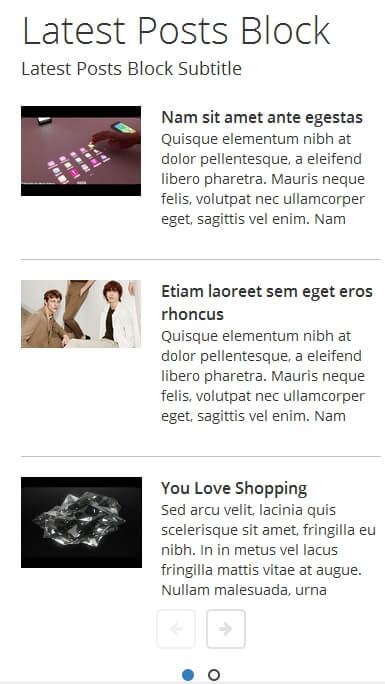 Latest Posts Block
Latest Posts Block Subtitle
Nam sit amet ante egestas
Quisque elementum nibh at
dolor pellentesque, a eleifend
libero pharetra. Mauris neque
felis, volutpat nec ullamcorper
eget, sagittis vel enim. Nam
Etiam laoreet sem eget eros
rhoncus
Quisque elementum nibh at
dolor pellentesque, a eleifend
libero pharetra. Mauris neque
felis, volutpat nec ullamcorper
eget, sagittis vel enim. Nam
You Love Shopping
Sed arcu velit, lacinia quis
scelerisque sit amet, fringilla eu
nibh. In in metus vel lacus
fringilla mattis vitae at augue.
Nullam malesuada, urna